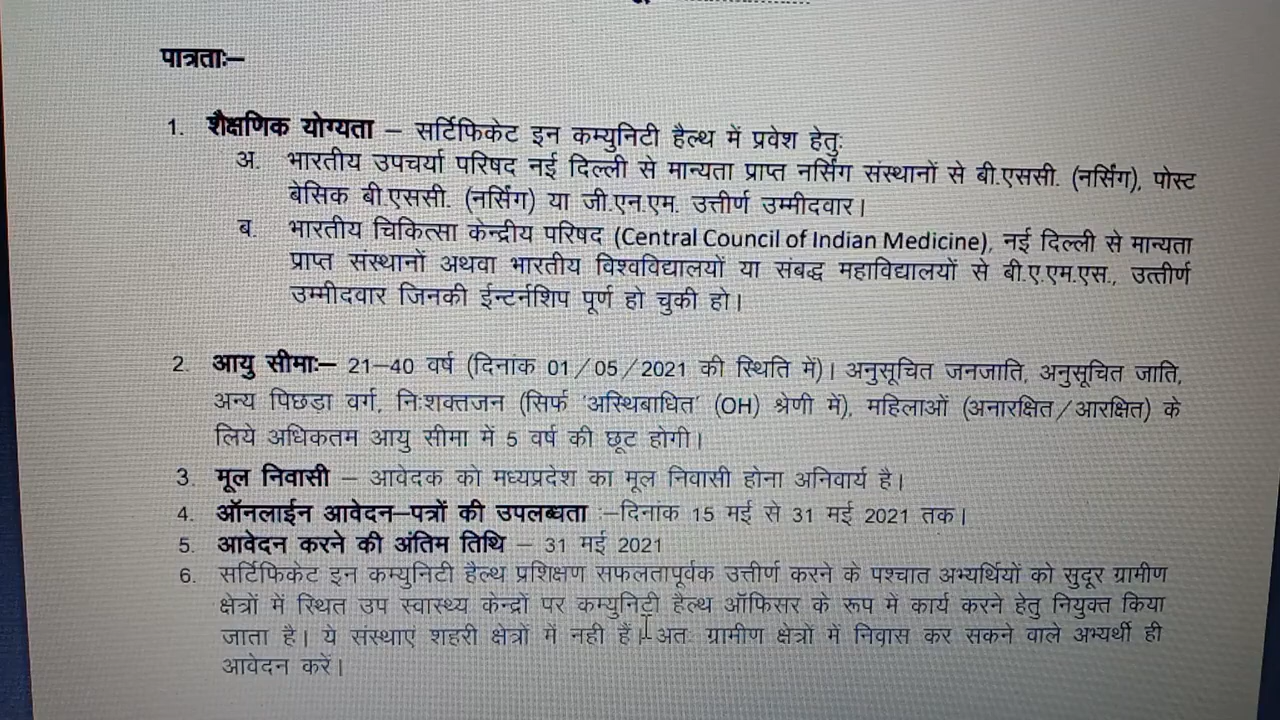 पात्रताः–
1. शैक्षणिक योग्यता – सर्टिफिकेट इन कम्युनिटी हैल्थ में प्रवेश हेतु:
अ. भारतीय उपचर्या परिषद नई दिल्ली से मान्यता प्राप्त नर्सिंग संस्थानों से बी.एससी. (नर्सिंग), पोस्ट
बेसिक बी.एससी. (नर्सिंग) या जी.एन.एम. उत्तीर्ण उम्मीदवार।
ब. भारतीय चिकित्सा केन्द्रीय परिषद (Central Council of Indian Medicine), नई दिल्ली से मान्यता
प्राप्त संस्थानों अथवा भारतीय विश्वविद्यालयों या संबद्ध महाविद्यालयों से बी.ए.एम.एस., उत्तीर्ण
उम्मीदवार जिनकी ईन्टर्नशिप पूर्ण हो चुकी हो।
2. आयु सीमाः– 21–40 वर्ष (दिनांक 01/05/2021 की स्थिति में)। अनुसूचित जनजाति, अनुसूचित जाति,
अन्य पिछड़ा वर्ग, नि:शक्तजन (सिर्फ 'अस्थिबाधित' (OH) श्रेणी में), महिलाओं (अनारक्षित/आरक्षित) के
लिये अधिकतम आयु सीमा में 5 वर्ष की छूट होगी।
3. मूल निवासी – आवेदक को मध्यप्रदेश का मूल निवासी होना अनिवार्य है।
4. ऑनलाईन आवेदन–पत्रों की उपलब्धता :–दिनांक 15 मई से 31 मई 2021 तक।
5. आवेदन करने की अंतिम तिथि – 31 मई 2021
6. सर्टिफिकेट इन कम्युनिटी हैल्थ प्रशिक्षण सफलतापूर्वक उत्तीर्ण करने के पश्चात अभ्यर्थियों को सुदूर ग्रामीण
क्षेत्रों में स्थित उप स्वास्थ्य केन्द्रों पर कम्युनिटी हैल्थ ऑफिसर के रूप में कार्य करने हेतु नियुक्त किया
जाता है। ये संस्थाएं शहरी क्षेत्रों में नही हैं। अतः ग्रामीण क्षेत्रों में निवास कर सकने वाले अभ्यर्थी ही
आवेदन करें।